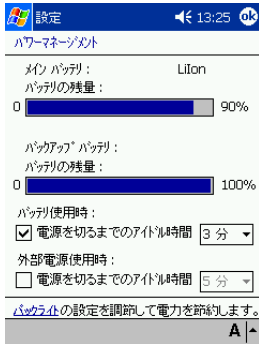 設定 13:25 ok
パワーマネージメント
メイン バッテリ： LiIon
バッテリの残量：
0 90%
バックアップ バッテリ：
バッテリの残量：
0 100%
バッテリ使用時：
電源を切るまでのアイドル時間 3 分
外部電源使用時：
電源を切るまでのアイドル時間 5 分
バックライトの設定を調節して電力を節約します。
A